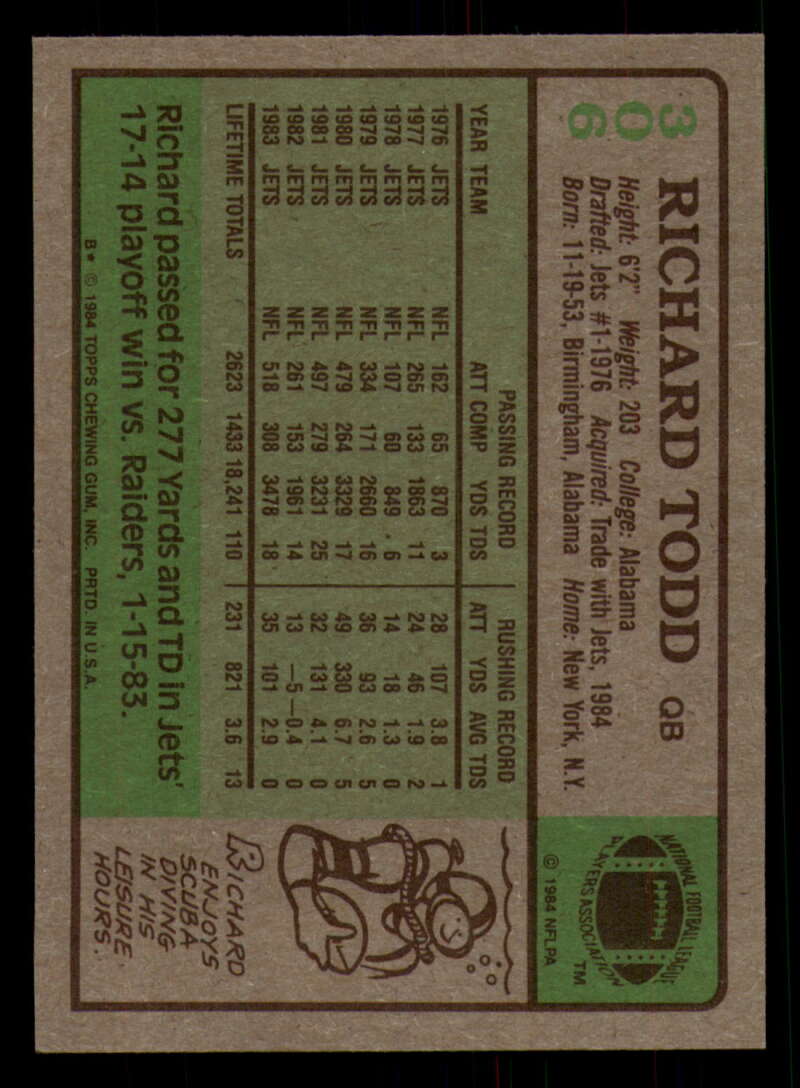 306
RICHARD TODD QB
Height: 6'2" Weight: 203 College: Alabama
Drafted: Jets #1-1976 Acquired: Trade with Jets, 1984
Born: 11-19-53, Birmingham, Alabama Home: New York, N.Y.
NATIONAL FOOTBALL LEAGUE
PLAYERS ASSOCIATION
TM
© 1984 NFLPA
PASSING RECORD RUSHING RECORD
YEAR TEAM ATT COMP YDS TDS ATT YDS AVG TDS
1976 JETS NFL 162 65 870 3 28 107 3.8 1
1977 JETS NFL 265 133 1863 11 24 46 1.9 2
1978 JETS NFL 107 60 849 6 14 18 1.3 0
1979 JETS NFL 334 171 2660 16 36 93 2.6 5
1980 JETS NFL 479 264 3329 17 49 330 6.7 5
1981 JETS NFL 497 279 3231 25 32 131 4.1 0
1982 JETS NFL 261 153 1961 14 13 —5 —0.4 0
1983 JETS NFL 518 308 3478 18 35 101 2.9 0
LIFETIME TOTALS 2623 1433 18,241 110 231 821 3.6 13
Richard passed for 277 Yards and TD in Jets'
17-14 playoff win vs. Raiders, 1-15-83.
B* © 1984 TOPPS CHEWING GUM, INC. PRTD. IN U.S.A.
RICHARD
ENJOYS
SCUBA
DIVING
IN HIS
LEISURE
HOURS.